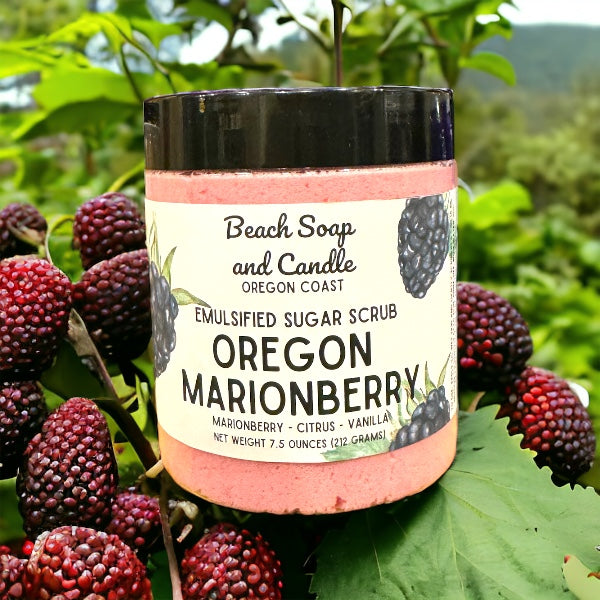 Beach Soap
and Candle
OREGON COAST
EMULSIFIED SUGAR SCRUB
OREGON
MARIONBERRY
MARIONBERRY - CITRUS - VANILLA
NET WEIGHT 7.5 OUNCES (212 GRAMS)